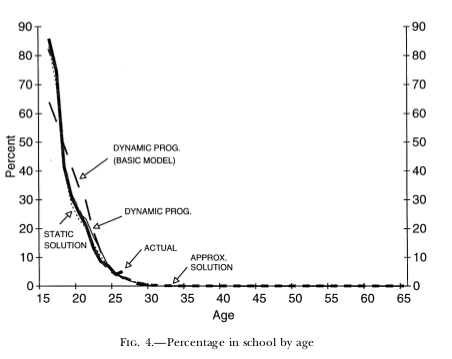 90
80
70
60
50
40
30
20
10
0
Percent
90
80
70
60
50
40
30
20
10
0
DYNAMIC PROG.
(BASIC MODEL)
DYNAMIC PROG.
STATIC
SOLUTION
ACTUAL
APPROX.
SOLUTION
15 20 25 30 35 40 45 50 55 60 65
Age
FIG. 4.—Percentage in school by age